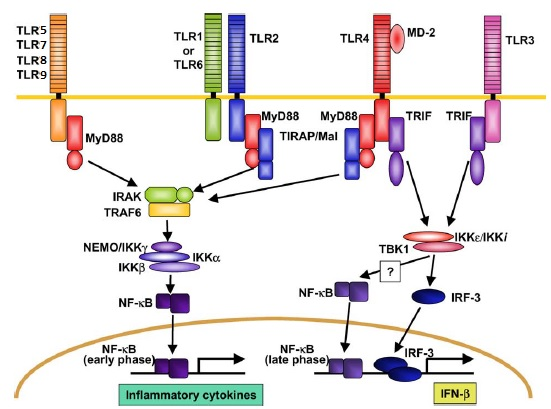 TLR5
TLR7
TLR8
TLR9
TLR1
or
TLR6
TLR2
TLR4
MD-2
TLR3
MyD88
MyD88
TIRAP/Mal
MyD88
TRIF
TRIF
IRAK
TRAF6
NEMO/IKKγ
IKKα
IKKβ
IKKε/IKKi
TBK1
?
NF-κB
NF-κB
IRF-3
NF-κB
(early phase)
NF-κB
(late phase)
IRF-3
Inflammatory cytokines
IFN-β